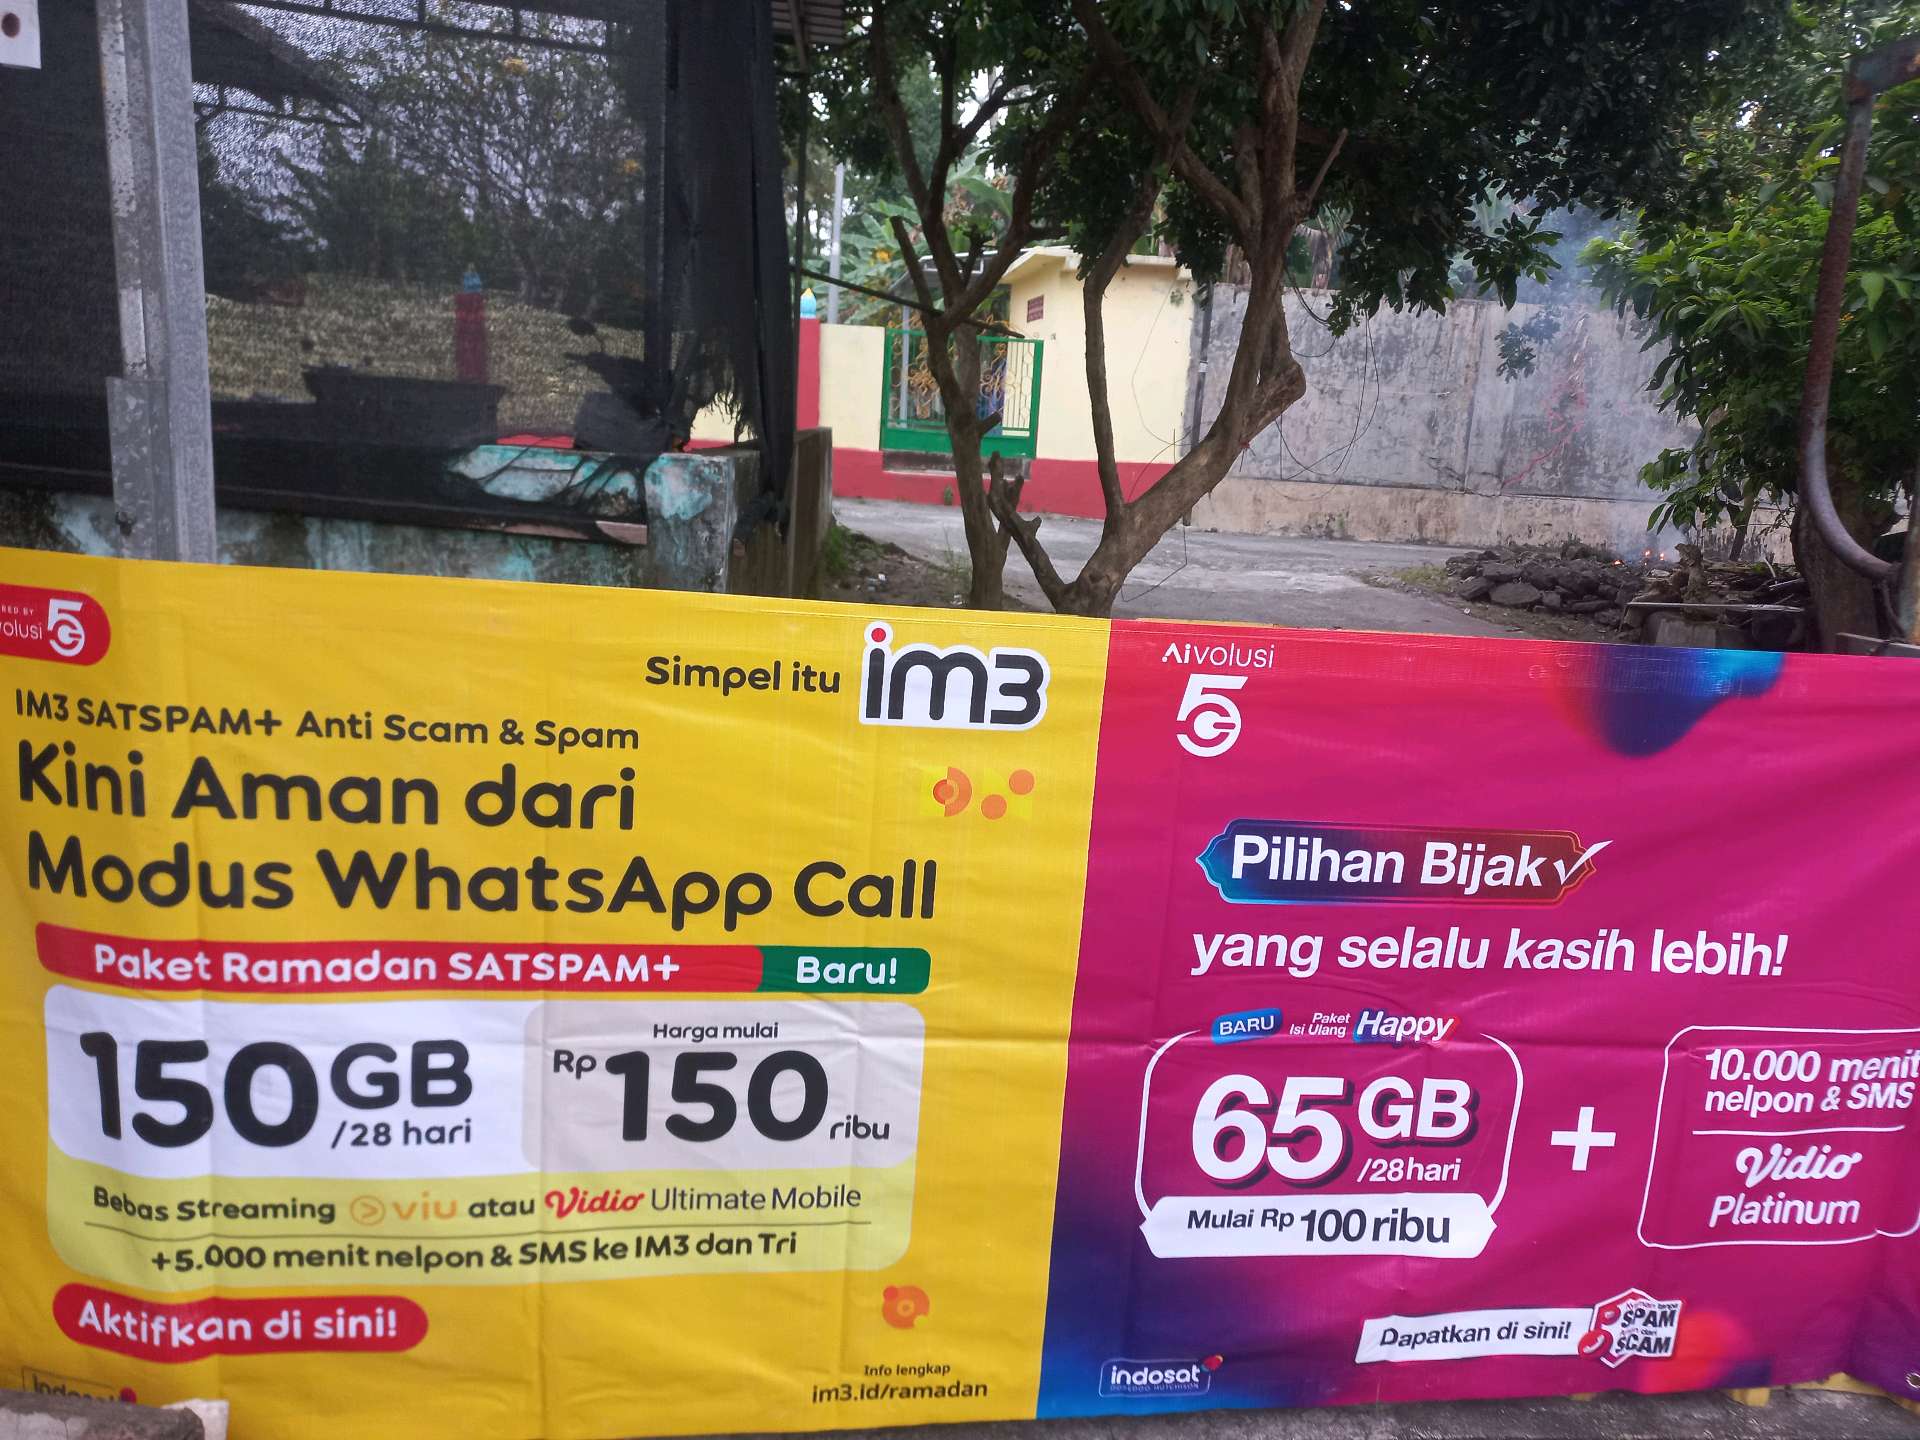 olusi 5G
Simpel itu im3
IM3 SATSPAM+ Anti Scam & Spam
Kini Aman dari
Modus WhatsApp Call
Paket Ramadan SATSPAM+ Baru!
150GB
/28 hari
Harga mulai
Rp 150 ribu
Bebas Streaming viu atau Vidio Ultimate Mobile
+5.000 menit nelpon & SMS ke IM3 dan Tri
Aktifkan di sini!
Info lengkap
im3.id/ramadan
Aivolusi
5G
Pilihan Bijak
yang selalu kasih lebih!
BARU Paket Isi Ulang Happy
65GB
/28hari
Mulai Rp 100 ribu
+
10.000 menit
nelpon & SMS
Vidio
Platinum
Dapatkan di sini!
SPAM
SCAM
indosat
OOREDOO HUTCHISON